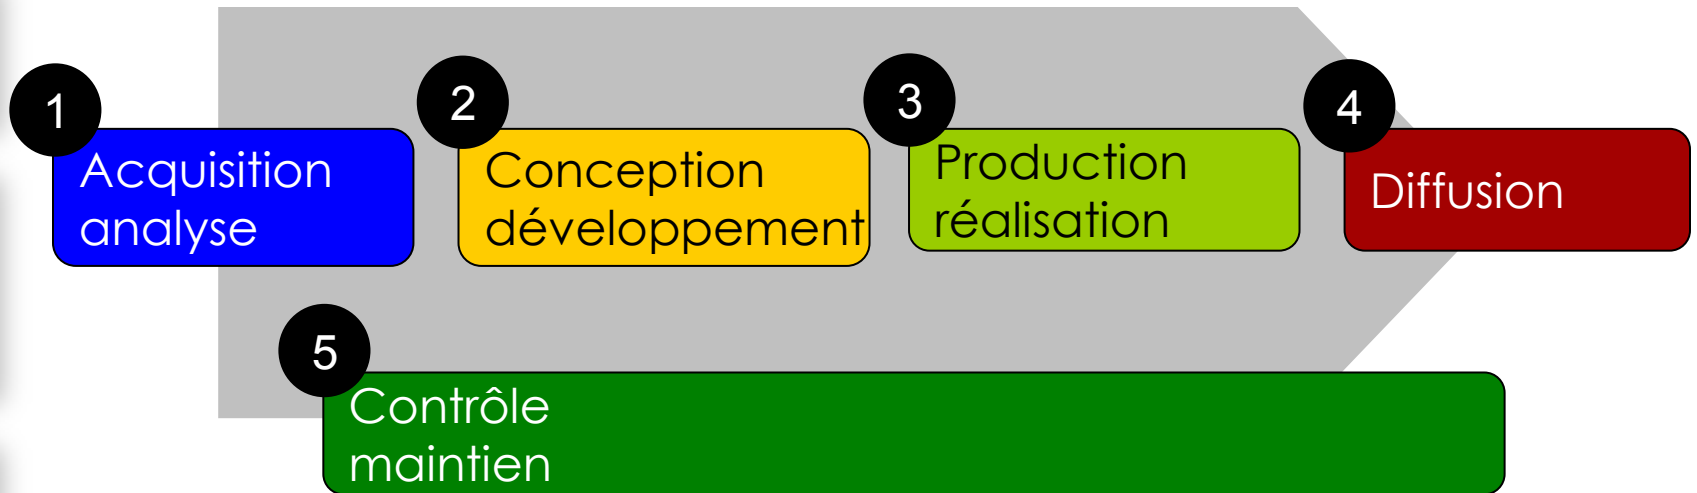 1
Acquisition
analyse
2
Conception
développement
3
Production
réalisation
4
Diffusion
5
Contrôle
maintien